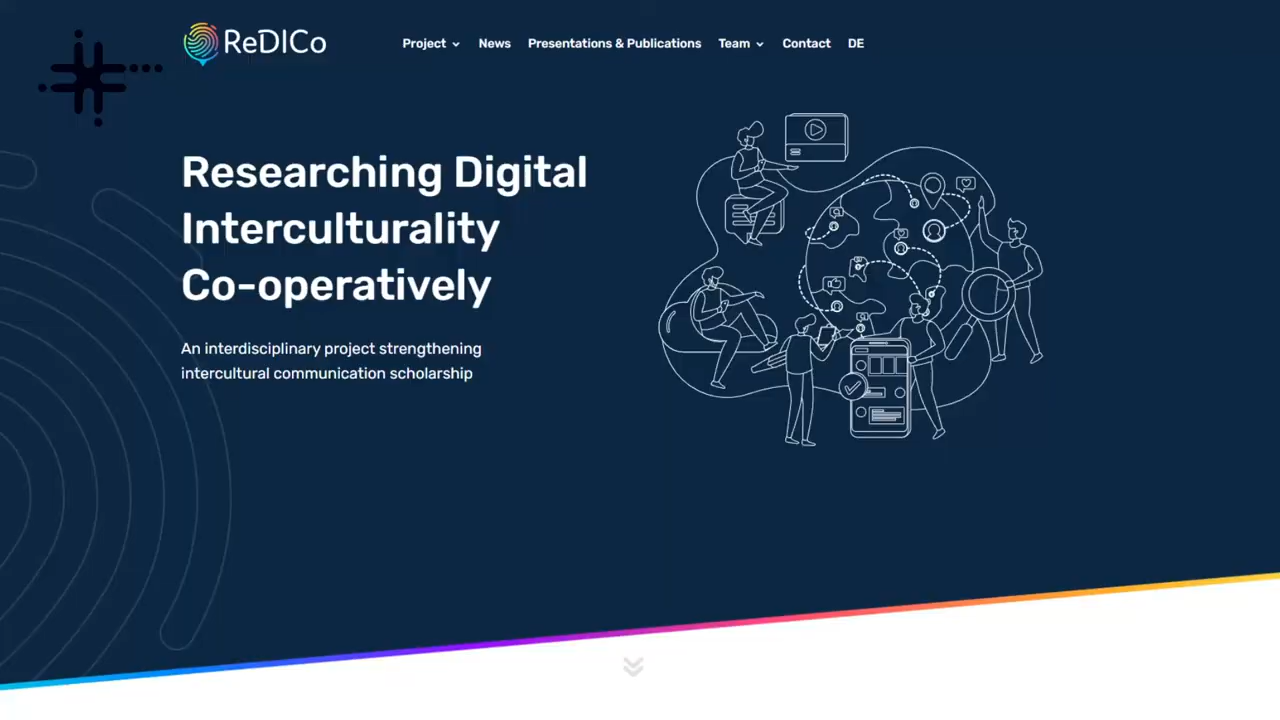 ReDICo
Project
News
Presentations & Publications
Team
Contact
DE
Researching Digital
Interculturality
Co-operatively
An interdisciplinary project strengthening
intercultural communication scholarship